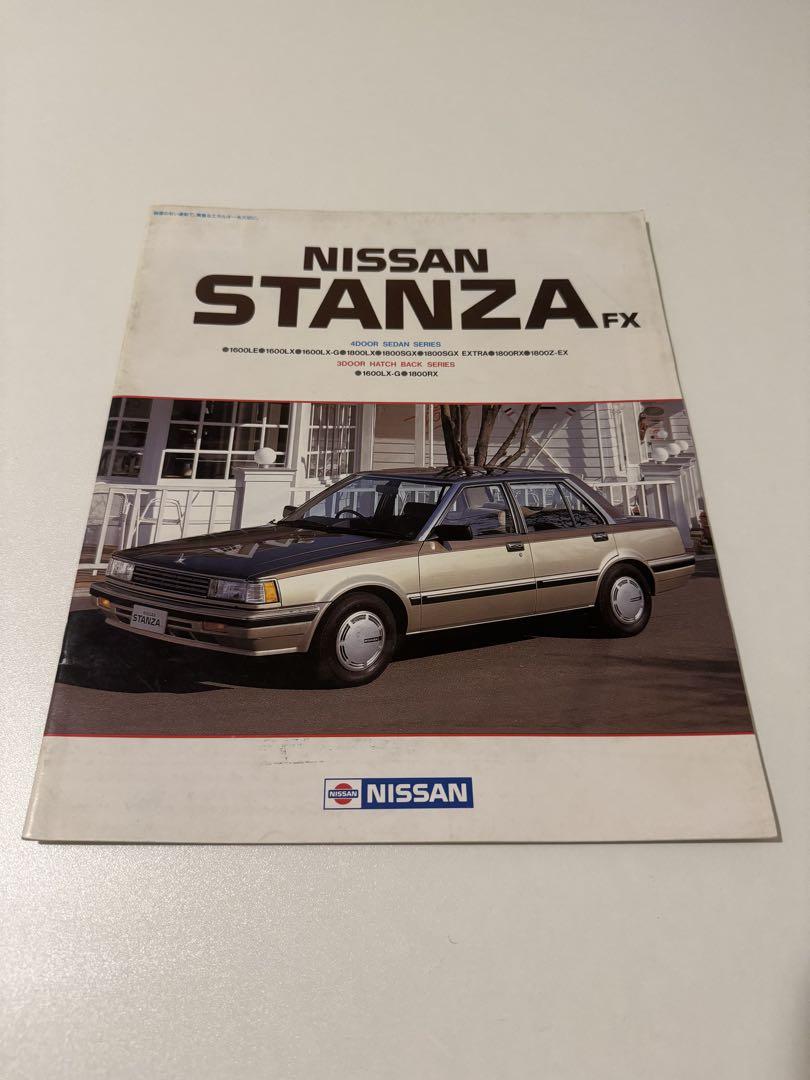 NISSAN
STANZA FX
4DOOR SEDAN SERIES
●1600LE●1600LX●1600LX-G●1800LX●1800SGX●1800SGX EXTRA●1800RX●1800Z-EX
3DOOR HATCH BACK SERIES
●1600LX-G●1800RX
NISSAN
STANZA
NISSAN NISSAN